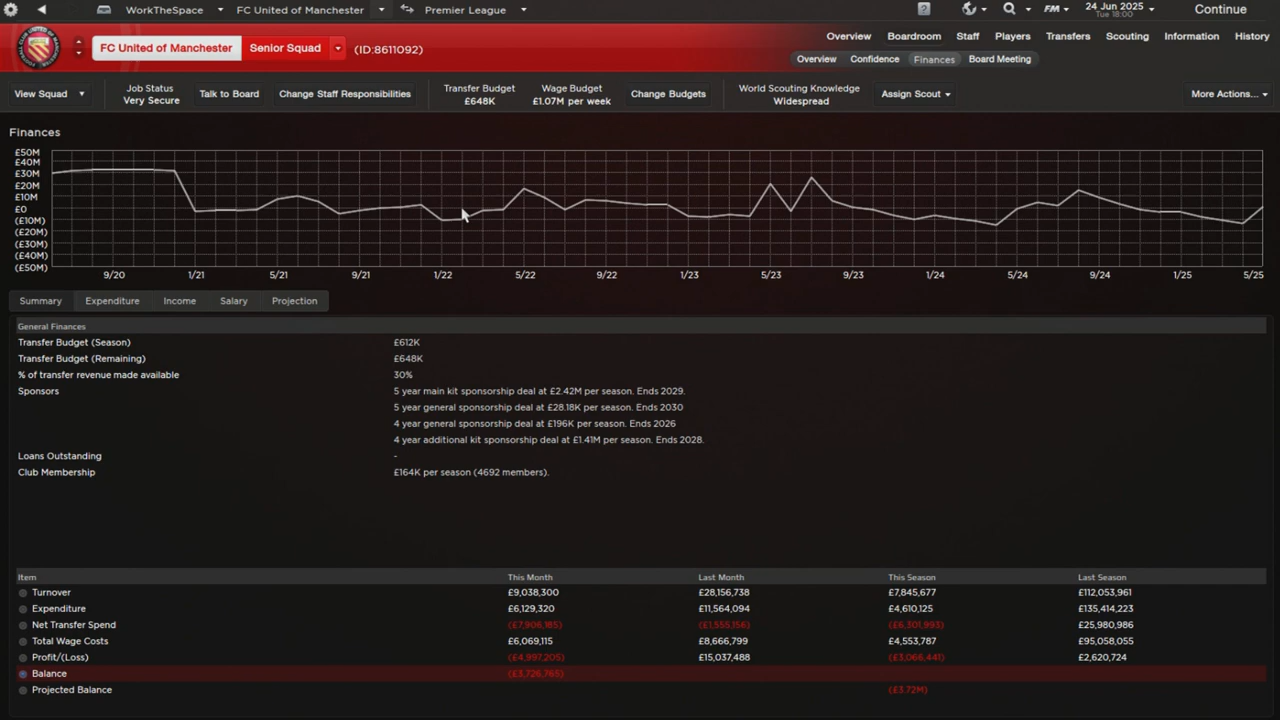 WorkTheSpace FC United of Manchester Premier League FM 24 Jun 2025 Tue 18:00 Continue
FC United of Manchester Senior Squad (ID:8611092) Overview Boardroom Staff Players Transfers Scouting Information History
Overview Confidence Finances Board Meeting
View Squad Job Status Very Secure Talk to Board Change Staff Responsibilities Transfer Budget £648K Wage Budget £1.07M per week Change Budgets World Scouting Knowledge Widespread Assign Scout More Actions...
Finances
£50M
£40M
£30M
£20M
£10M
£0
(£10M)
(£20M)
(£30M)
(£40M)
(£50M)
9/20 1/21 5/21 9/21 1/22 5/22 9/22 1/23 5/23 9/23 1/24 5/24 9/24 1/25 5/25
Summary Expenditure Income Salary Projection
General Finances
Transfer Budget (Season) £612K
Transfer Budget (Remaining) £648K
% of transfer revenue made available 30%
Sponsors 5 year main kit sponsorship deal at £2.42M per season. Ends 2029.
5 year general sponsorship deal at £28.18K per season. Ends 2030
4 year general sponsorship deal at £196K per season. Ends 2026
4 year additional kit sponsorship deal at £1.41M per season. Ends 2028.
Loans Outstanding -
Club Membership £164K per season (4692 members).
Item This Month Last Month This Season Last Season
Turnover £9,038,300 £28,156,738 £7,845,677 £112,053,961
Expenditure £6,129,320 £11,564,094 £4,610,125 £135,414,223
Net Transfer Spend (£7,906,185) (£1,555,156) (£6,301,993) £25,980,986
Total Wage Costs £6,069,115 £8,666,799 £4,553,787 £95,058,055
Profit/(Loss) (£4,997,205) £15,037,488 (£3,066,441) £2,620,724
Balance (£3,726,765)
Projected Balance (£3.72M)